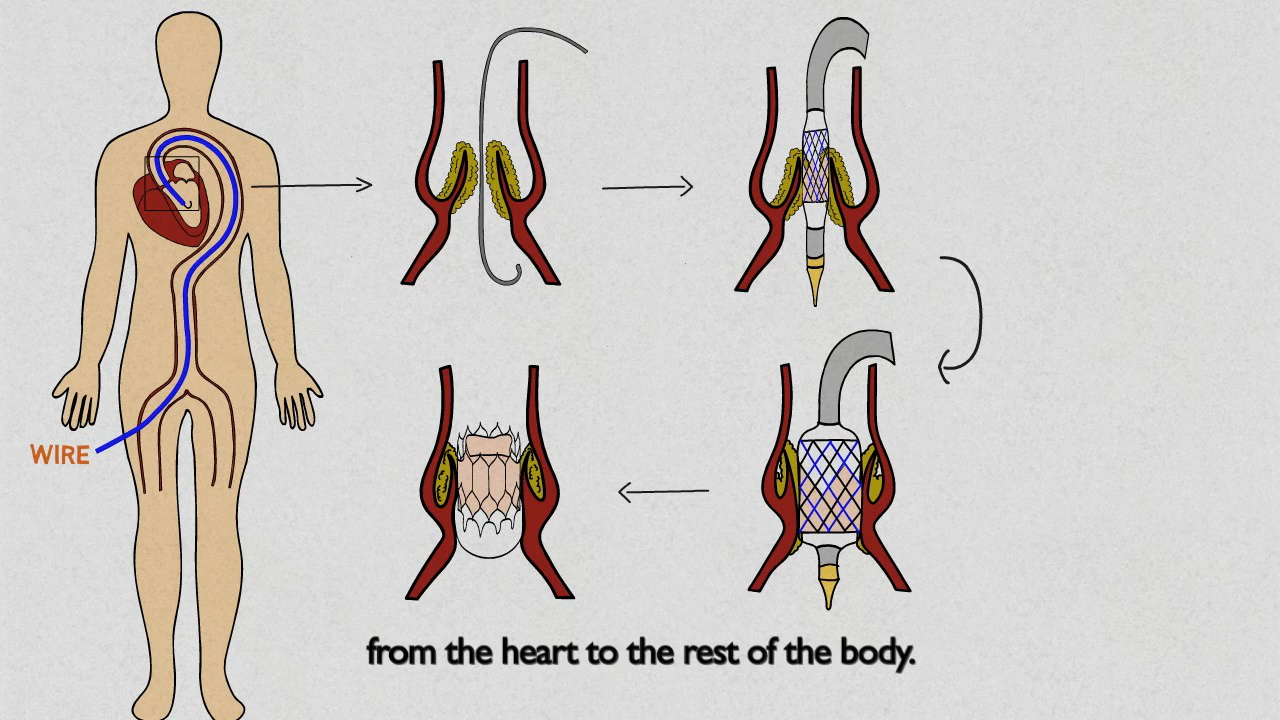 WIRE
from the heart to the rest of the body.